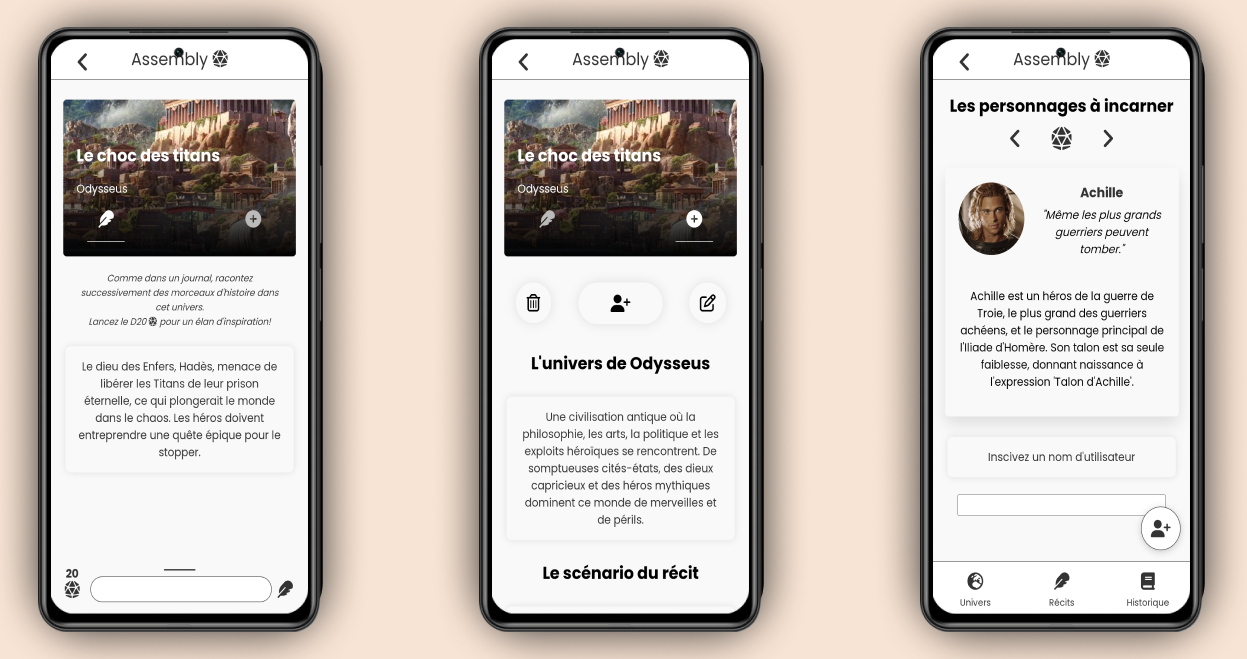 Assembly
Le choc des titans
Odysseus
Comme dans un journal, racontez
successivement des morceaux d'histoire dans
cet univers.
Lancez le D20 pour un élan d'inspiration!
Le dieu des Enfers, Hadès, menace de
libérer les Titans de leur prison
éternelle, ce qui plongerait le monde
dans le chaos. Les héros doivent
entreprendre une quête épique pour le
stopper.
20
Assembly
Le choc des titans
Odysseus
L'univers de Odysseus
Une civilisation antique où la
philosophie, les arts, la politique et les
exploits héroïques se rencontrent. De
somptueuses cités-états, des dieux
capricieux et des héros mythiques
dominent ce monde de merveilles et
de périls.
Le scénario du récit
Assembly
Les personnages à incarner
Achille
"Même les plus grands
guerriers peuvent
tomber."
Achille est un héros de la guerre de
Troie, le plus grand des guerriers
achéens, et le personnage principal de
l'Iliade d'Homère. Son talon est sa seule
faiblesse, donnant naissance à
l'expression 'Talon d'Achille'.
Inscivez un nom d'utilisateur
Univers
Récits
Historique